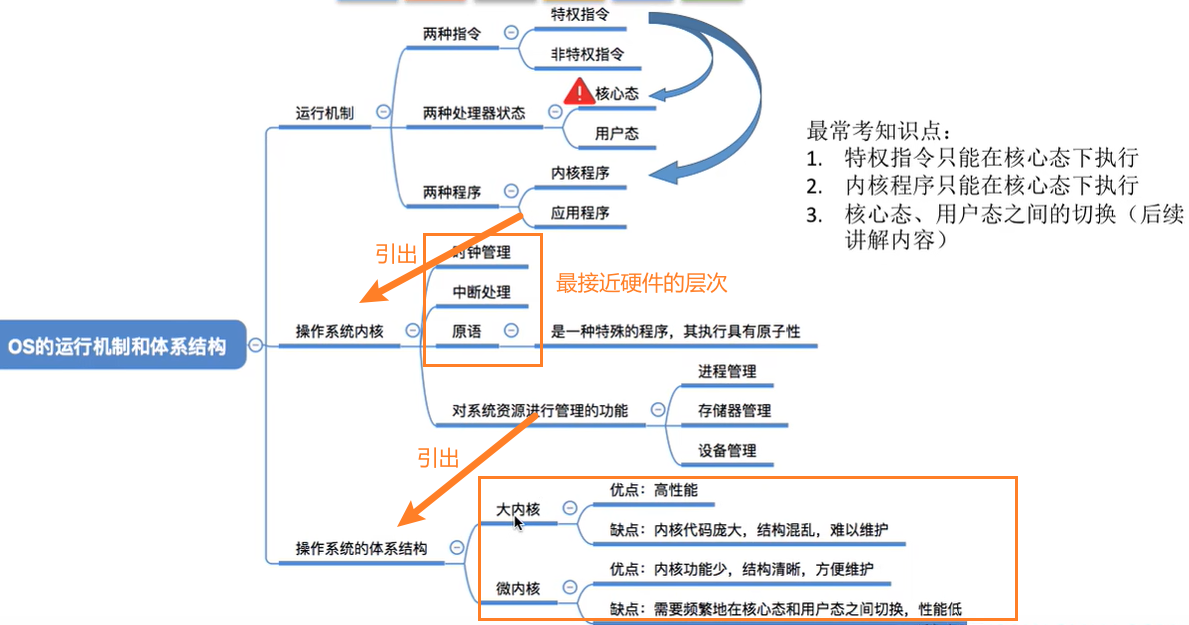 特权指令
两种指令
非特权指令
核心态
运行机制
两种处理器状态
用户态
内核程序
两种程序
应用程序
最常考知识点：
1. 特权指令只能在核心态下执行
2. 内核程序只能在核心态下执行
3. 核心态、用户态之间的切换（后续
讲解内容）
引出
时钟管理
最接近硬件的层次
中断处理
操作系统内核
原语
是一种特殊的程序，其执行具有原子性
OS的运行机制和体系结构
进程管理
对系统资源进行管理的功能
存储器管理
设备管理
引出
优点：高性能
大内核
缺点：内核代码庞大，结构混乱，难以维护
操作系统的体系结构
优点：内核功能少，结构清晰，方便维护
微内核
缺点：需要频繁地在核心态和用户态之间切换，性能低